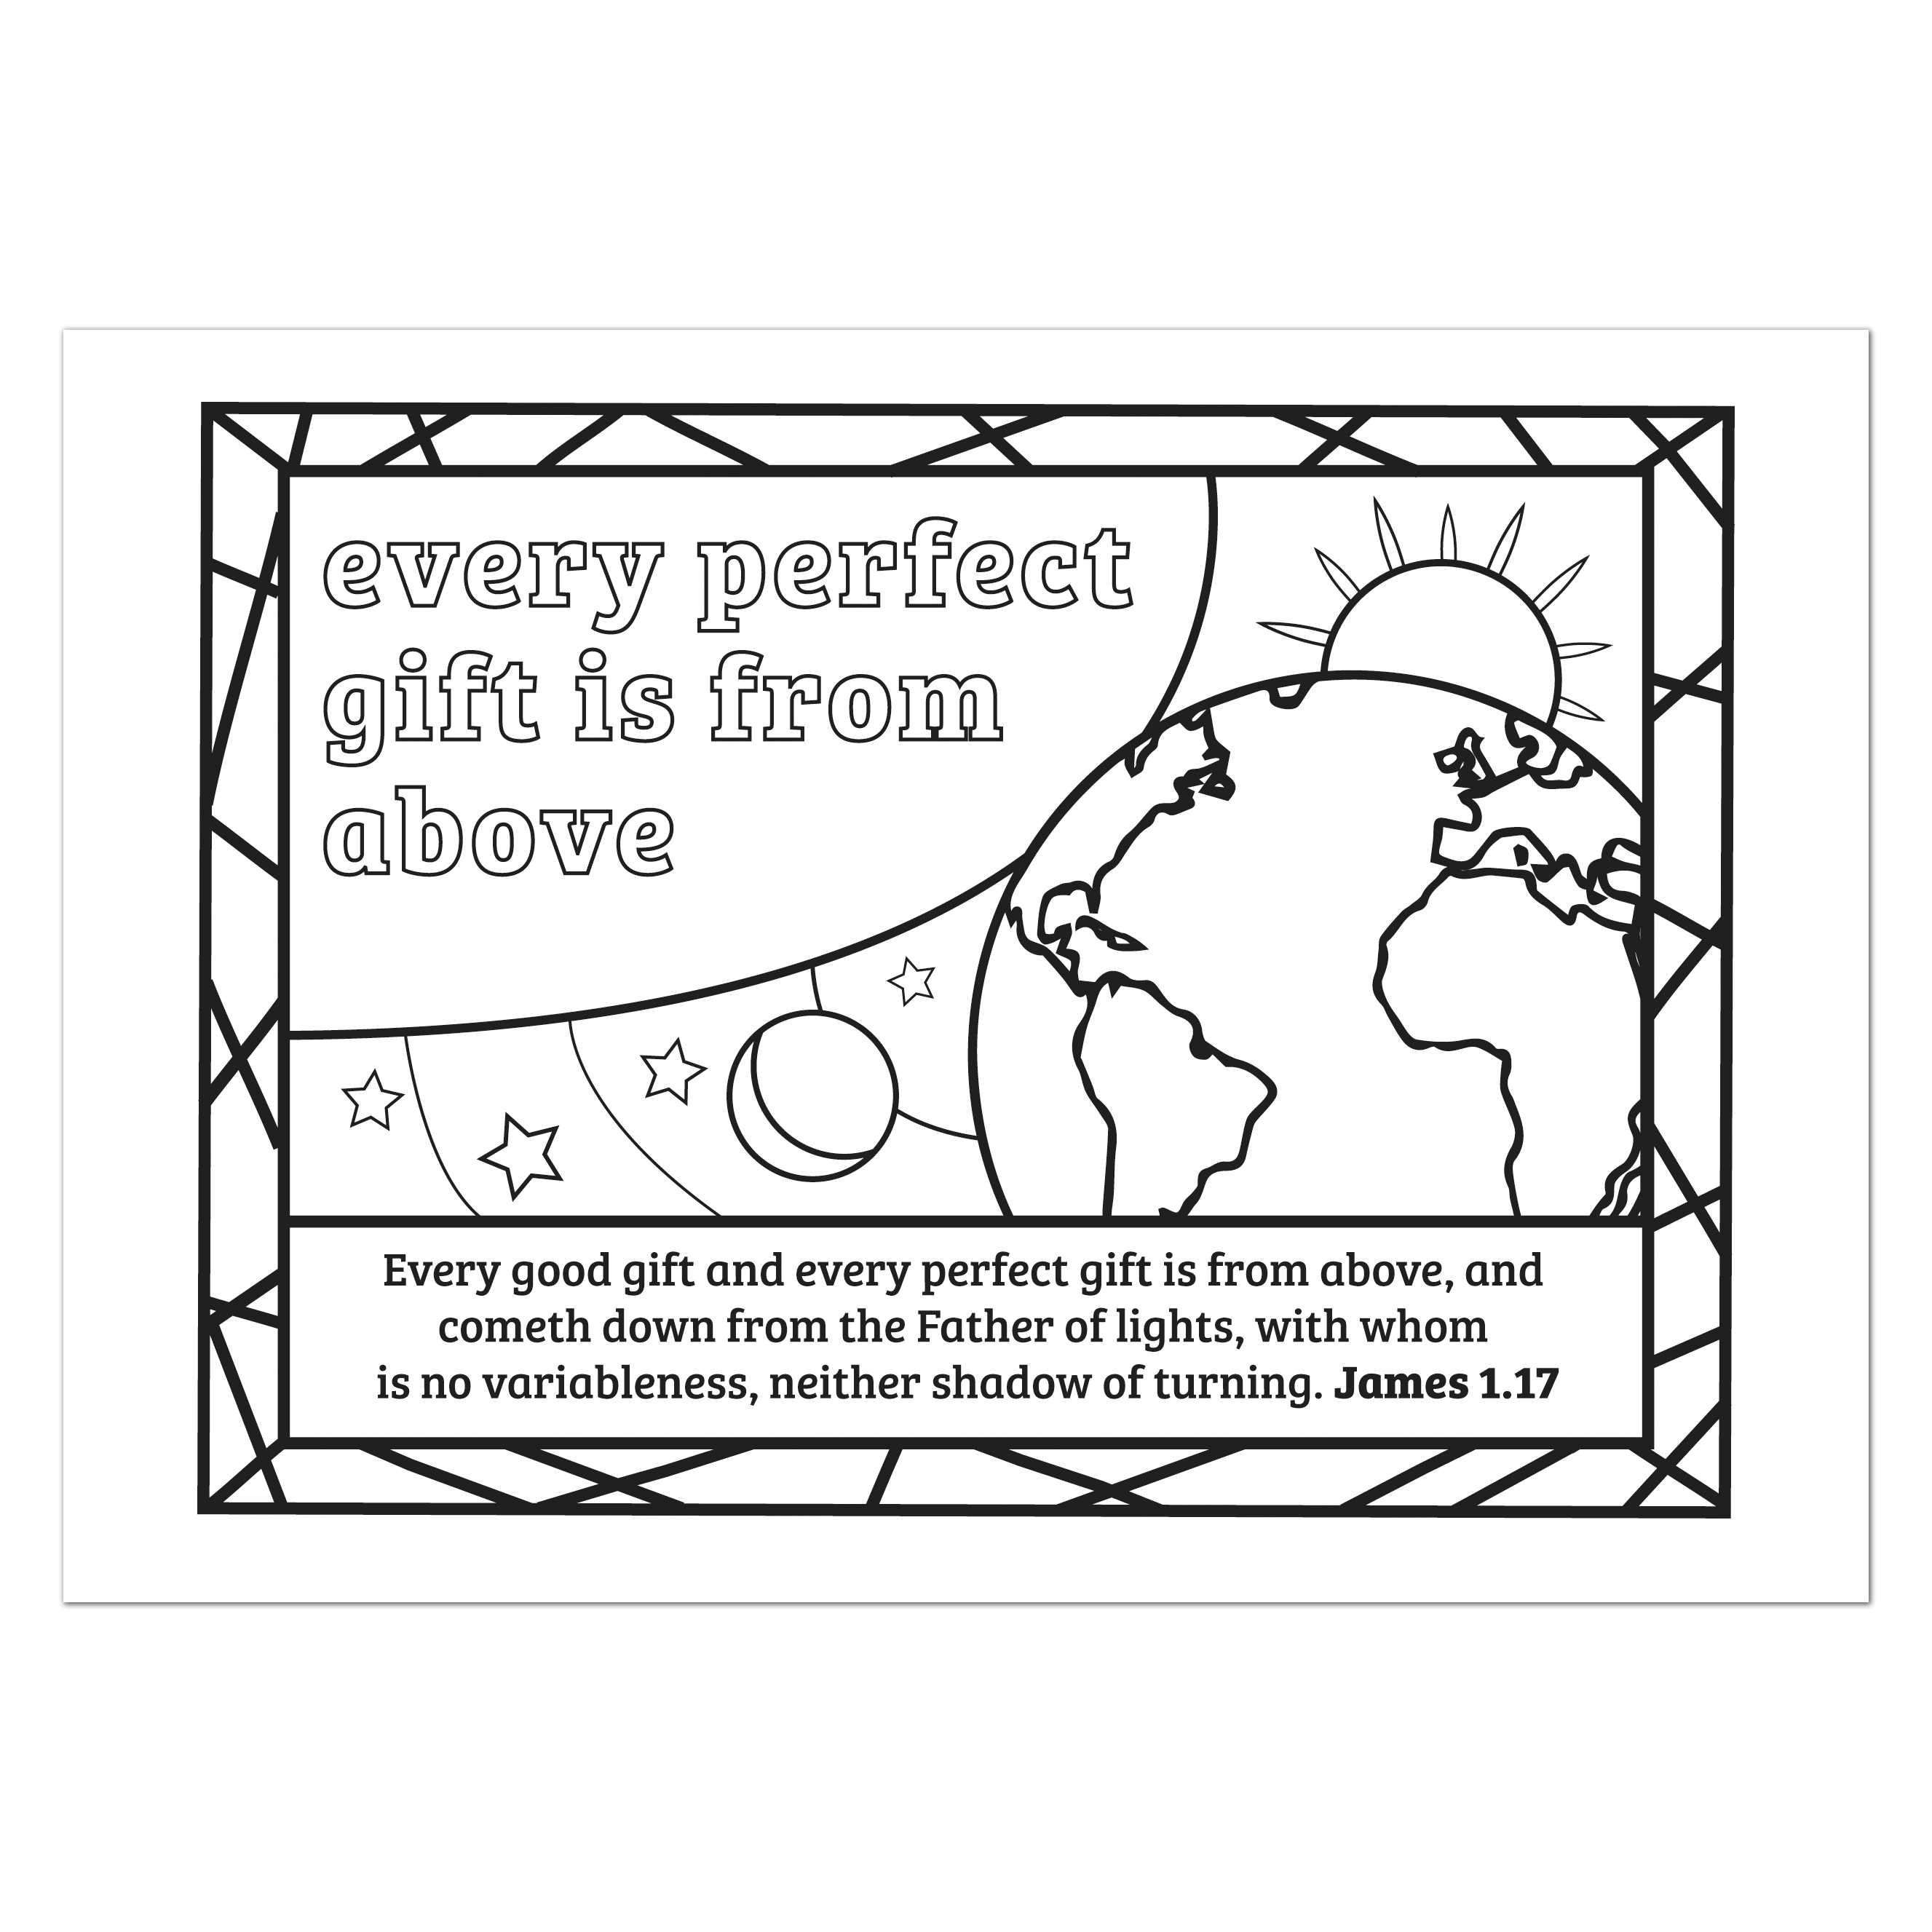 every perfect
gift is from
above
Every good gift and every perfect gift is from above, and
cometh down from the Father of lights, with whom
is no variableness, neither shadow of turning. James 1.17